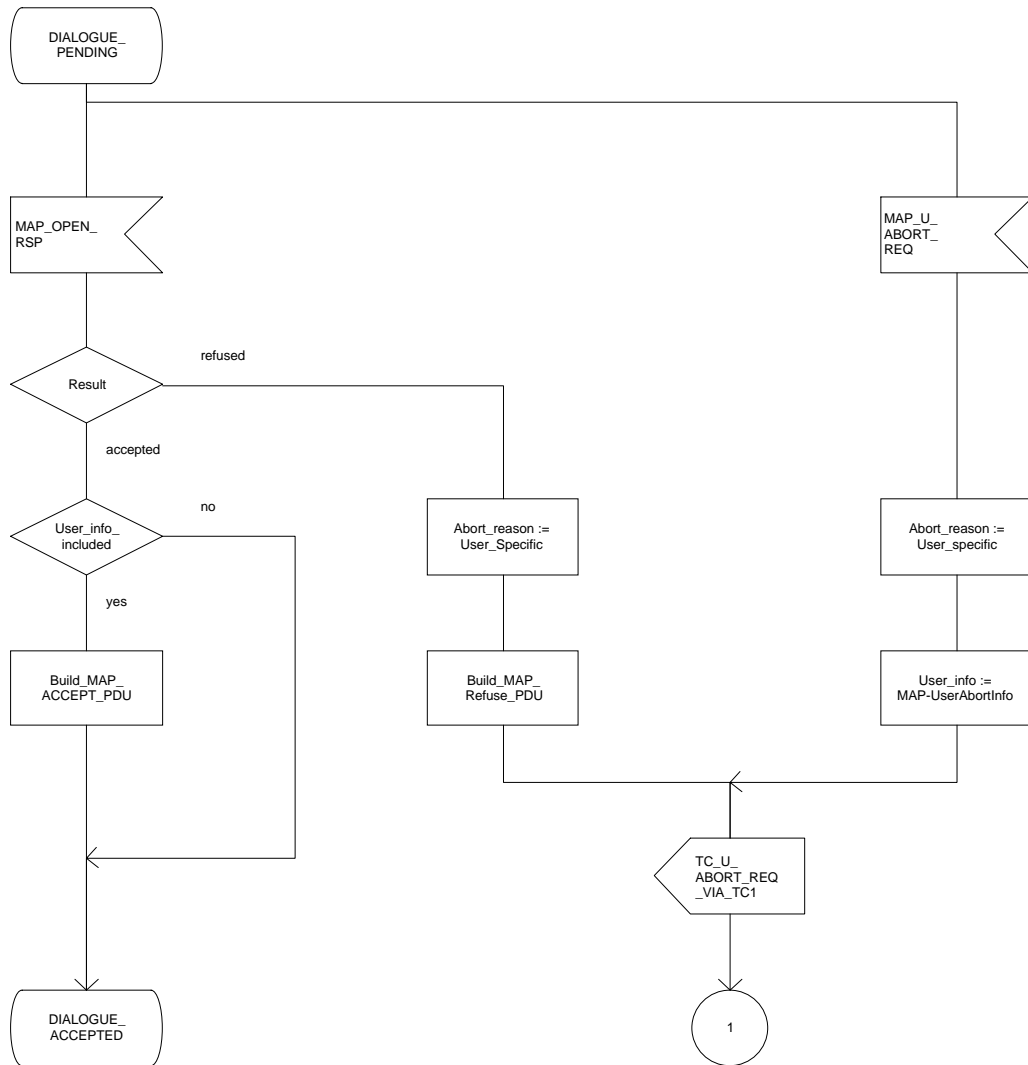 DIALOGUE_
PENDING
MAP_OPEN_
RSP
MAP_U_
ABORT_
REQ
Result
refused
accepted
User_info_
included
no
yes
Abort_reason :=
User_Specific
Abort_reason :=
User_specific
Build_MAP_
ACCEPT_PDU
Build_MAP_
Refuse_PDU
User_info :=
MAP-UserAbortInfo
TC_U_
ABORT_REQ
_VIA_TC1
DIALOGUE_
ACCEPTED
1